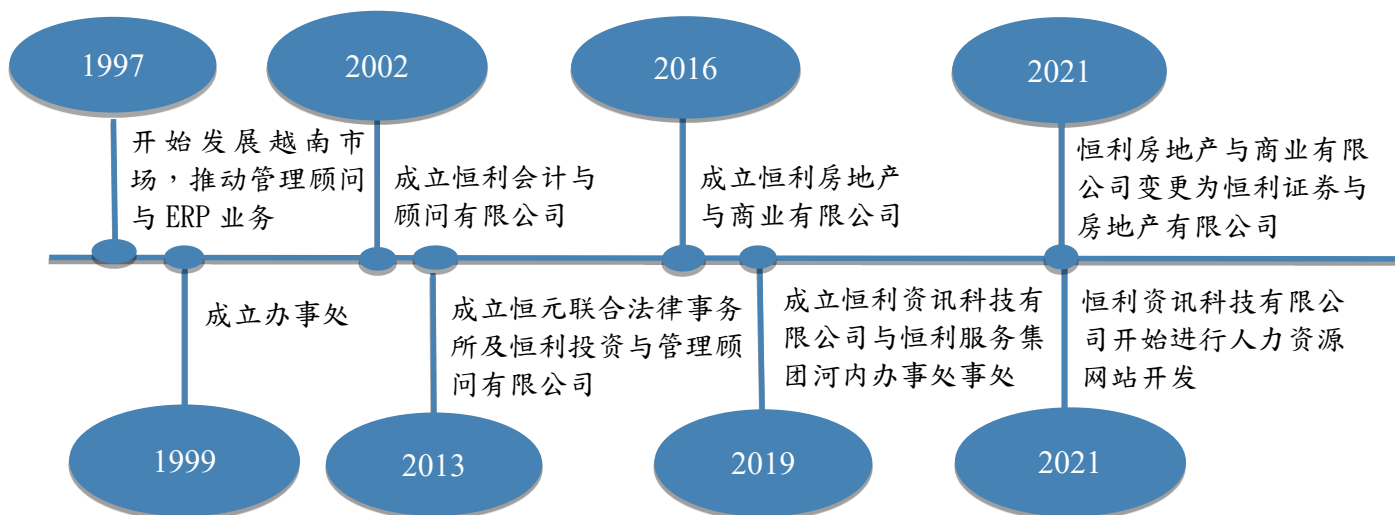 1997
开始发展越南市
场，推动管理顾问
与 ERP 业务
1999
成立办事处
2002
成立恒利会计与
顾问有限公司
2013
成立恒元联合法律事务
所及恒利投资与管理顾
问有限公司
2016
成立恒利房地产
与商业有限公司
2019
成立恒利资讯科技有
限公司与恒利服务集
团河内办事处事处
2021
恒利房地产与商业有限
公司变更为恒利证券与
房地产有限公司
2021
恒利资讯科技有限公
司开始进行人力资源
网站开发